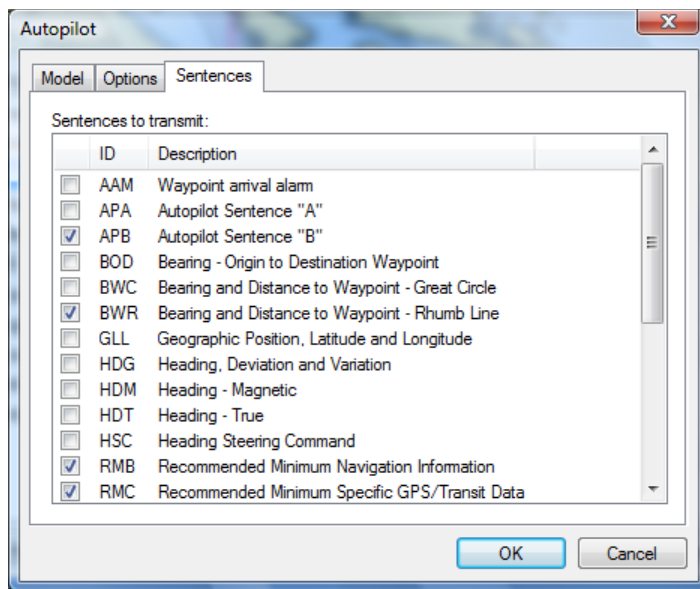 Autopilot
Model Options Sentences
Sentences to transmit:
ID Description
AAM Waypoint arrival alarm
APA Autopilot Sentence "A"
APB Autopilot Sentence "B"
BOD Bearing - Origin to Destination Waypoint
BWC Bearing and Distance to Waypoint - Great Circle
BWR Bearing and Distance to Waypoint - Rhumb Line
GLL Geographic Position, Latitude and Longitude
HDG Heading, Deviation and Variation
HDM Heading - Magnetic
HDT Heading - True
HSC Heading Steering Command
RMB Recommended Minimum Navigation Information
RMC Recommended Minimum Specific GPS/Transit Data
OK Cancel